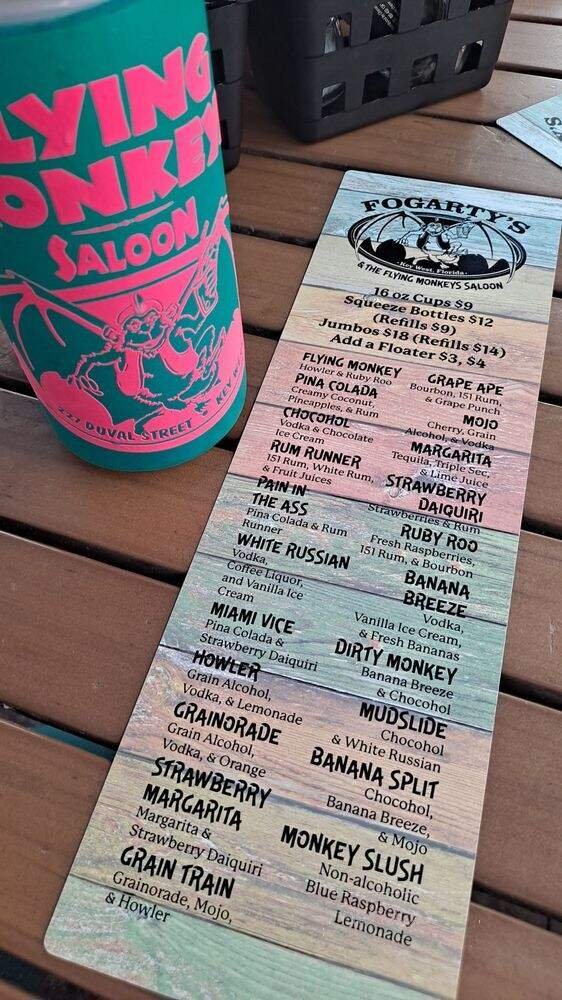 FLYING
MONKEY
SALOON
227 DUVAL STREET
KEY
FOGARTY'S
Key West, Florida
& THE FLYING MONKEYS SALOON
16 oz Cups $9
Squeeze Bottles $12
(Refills $9)
Jumbos $18 (Refills $14)
Add a Floater $3, $4
FLYING MONKEY
Howler & Ruby Roo
PINA COLADA
Creamy Coconut,
Pineapples, & Rum
CHOCOHOL
Vodka & Chocolate
Ice Cream
RUM RUNNER
151 Rum, White Rum,
& Fruit Juices
PAIN IN
THE ASS
Pina Colada & Rum
Runner
WHITE RUSSIAN
Vodka,
Coffee Liquor,
and Vanilla Ice
Cream
MIAMI VICE
Pina Colada &
Strawberry Daiquiri
HOWLER
Grain Alcohol,
Vodka, & Lemonade
GRAINORADE
Grain Alcohol,
Vodka, & Orange
STRAWBERRY
MARGARITA
Margarita &
Strawberry Daiquiri
GRAIN TRAIN
Grainorade, Mojo,
& Howler
GRAPE APE
Bourbon, 151 Rum,
& Grape Punch
MOJO
Cherry, Grain
Alcohol, & Vodka
MARGARITA
Tequila, Triple Sec,
& Lime Juice
STRAWBERRY
DAIQUIRI
Strawberries & Rum
RUBY ROO
Fresh Raspberries,
151 Rum, & Bourbon
BANANA
BREEZE
Vodka,
Vanilla Ice Cream,
& Fresh Bananas
DIRTY MONKEY
Banana Breeze
& Chocohol
MUDSLIDE
Chocohol
& White Russian
BANANA SPLIT
Chocohol,
Banana Breeze,
& Mojo
MONKEY SLUSH
Non-alcoholic
Blue Raspberry
Lemonade